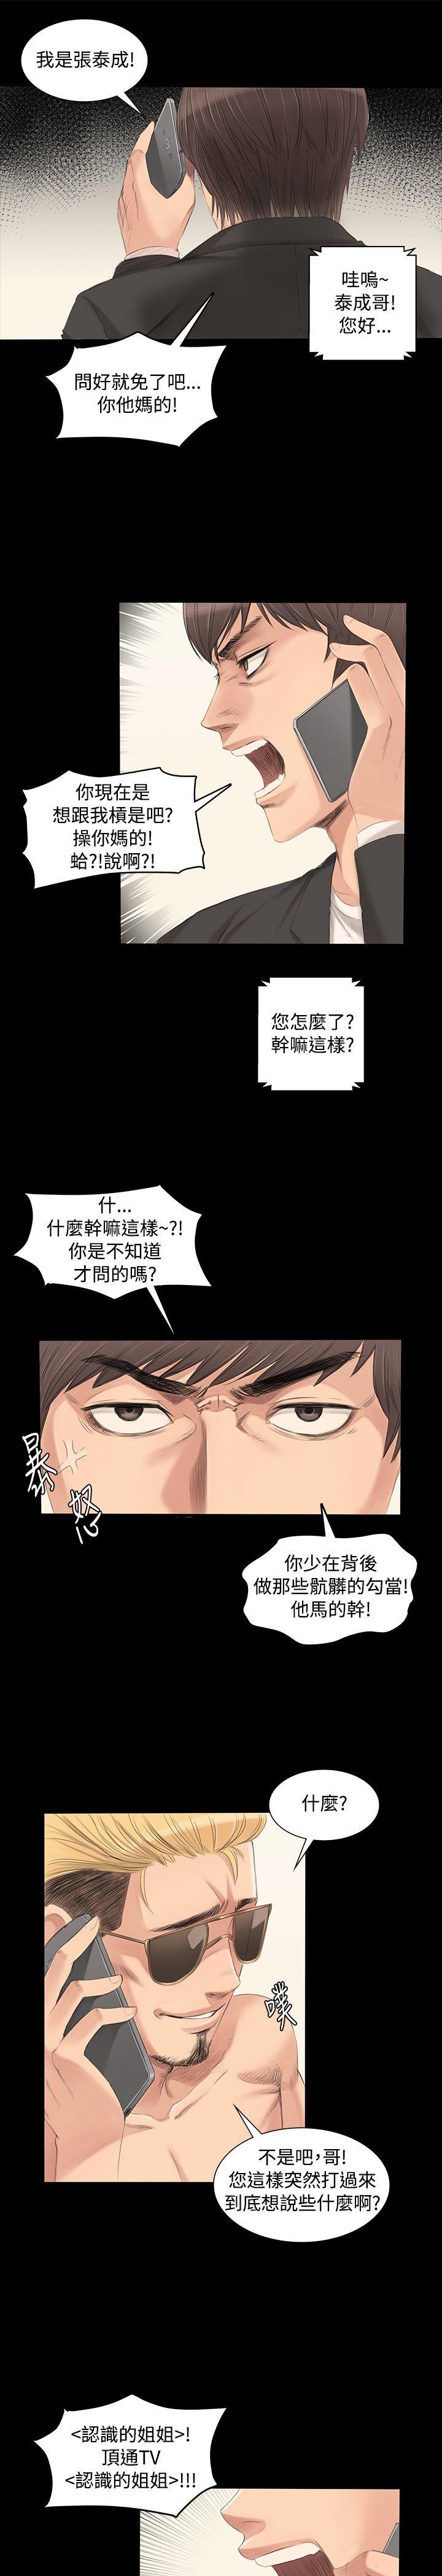 我是張泰成!
哇嗚~
泰成哥!
您好...
問好就免了吧...
你他媽的!
你現在是
想跟我槓是吧?
操你媽的!
蛤?!說啊?!
您怎麼了?
幹嘛這樣?
什...
什麼幹嘛這樣~?!
你是不知道
才問的嗎?
暴
怒
你少在背後
做那些骯髒的勾當!
他馬的幹!
什麼?
噗
不是吧,哥!
您這樣突然打過來
到底想說些什麼啊?
<認識的姐姐>!
頂通TV
<認識的姐姐>!!!